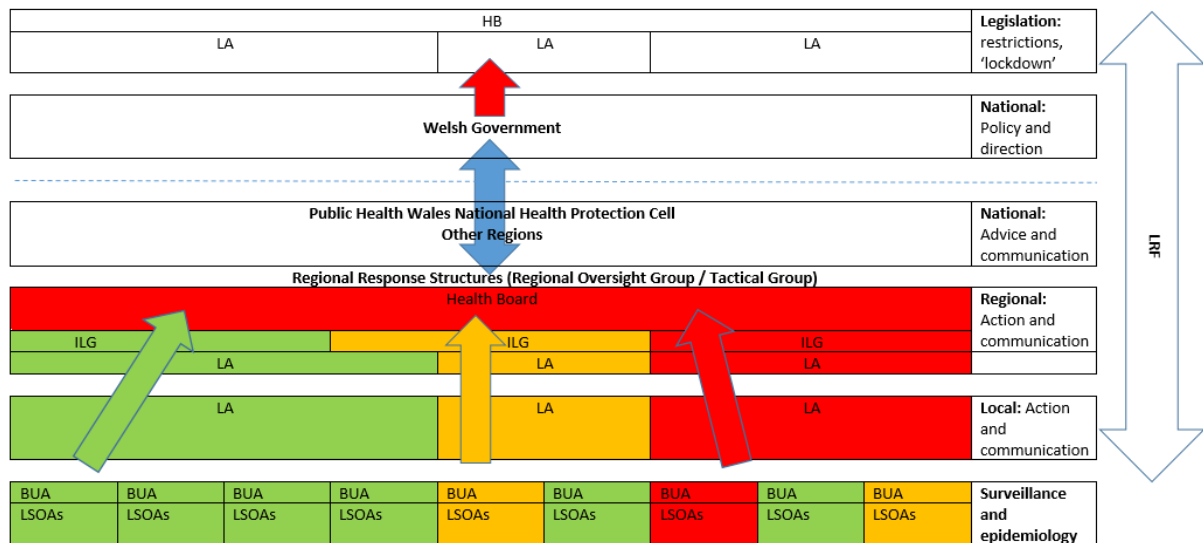 HB
LA LA LA
Legislation:
restrictions,
‘lockdown’
Welsh Government
National:
Policy and
direction
Public Health Wales National Health Protection Cell
Other Regions
National:
Advice and
communication
Regional Response Structures (Regional Oversight Group / Tactical Group)
Health Board
ILG ILG ILG
LA LA LA
Regional:
Action and
communication
LA LA LA
Local: Action
and
communication
BUA BUA BUA BUA BUA BUA BUA BUA BUA
LSOAs LSOAs LSOAs LSOAs LSOAs LSOAs LSOAs LSOAs LSOAs
Surveillance
and
epidemiology
LRF